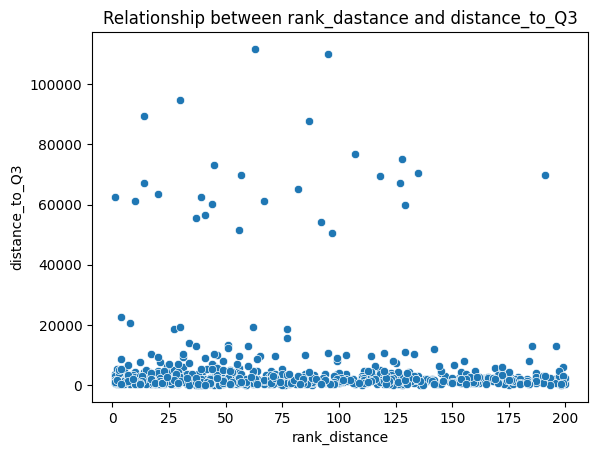 Relationship between rank_dastance and distance_to_Q3
100000
80000
60000
40000
20000
0
distance_to_Q3
0 25 50 75 100 125 150 175 200
rank_distance